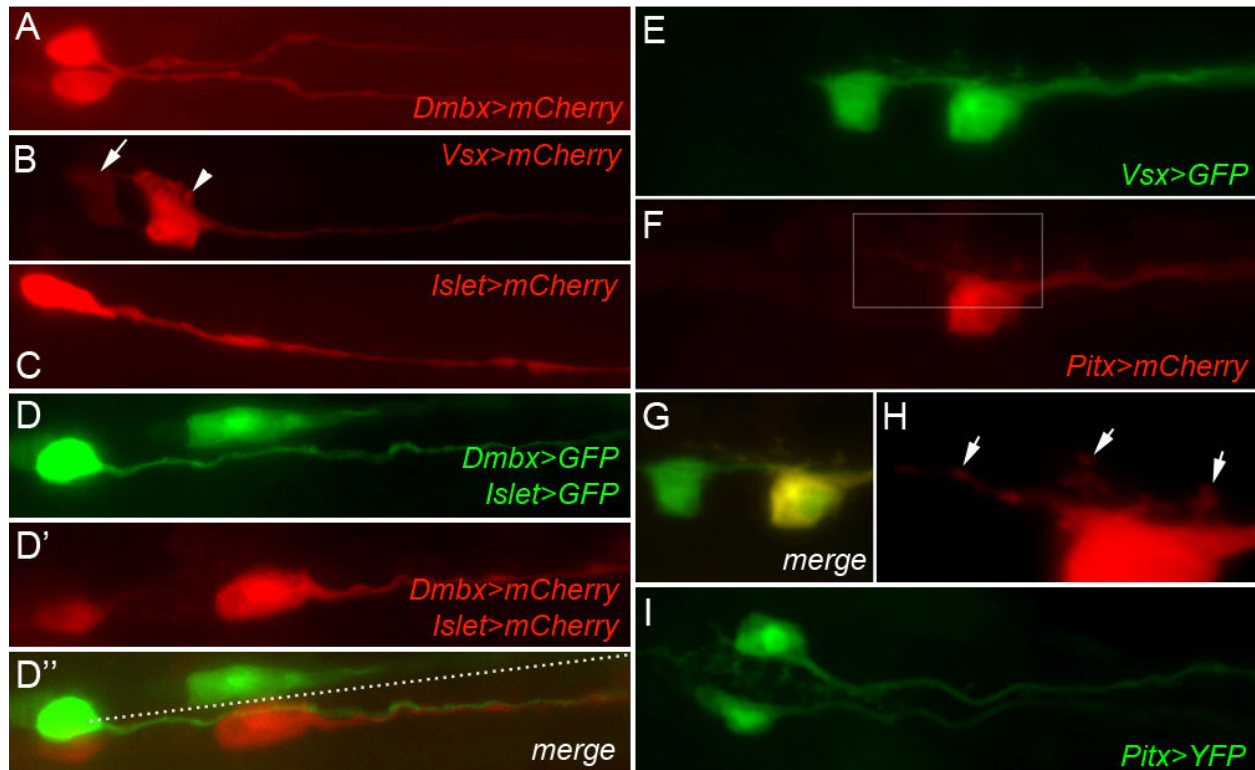 A
Dmbx>mCherry
B
Vsx>mCherry
Islet>mCherry
C
D
Dmbx>GFP
Islet>GFP
D’
Dmbx>mCherry
Islet>mCherry
D’’
merge
E
Vsx>GFP
F
Pitx>mCherry
G
merge
H
I
Pitx>YFP